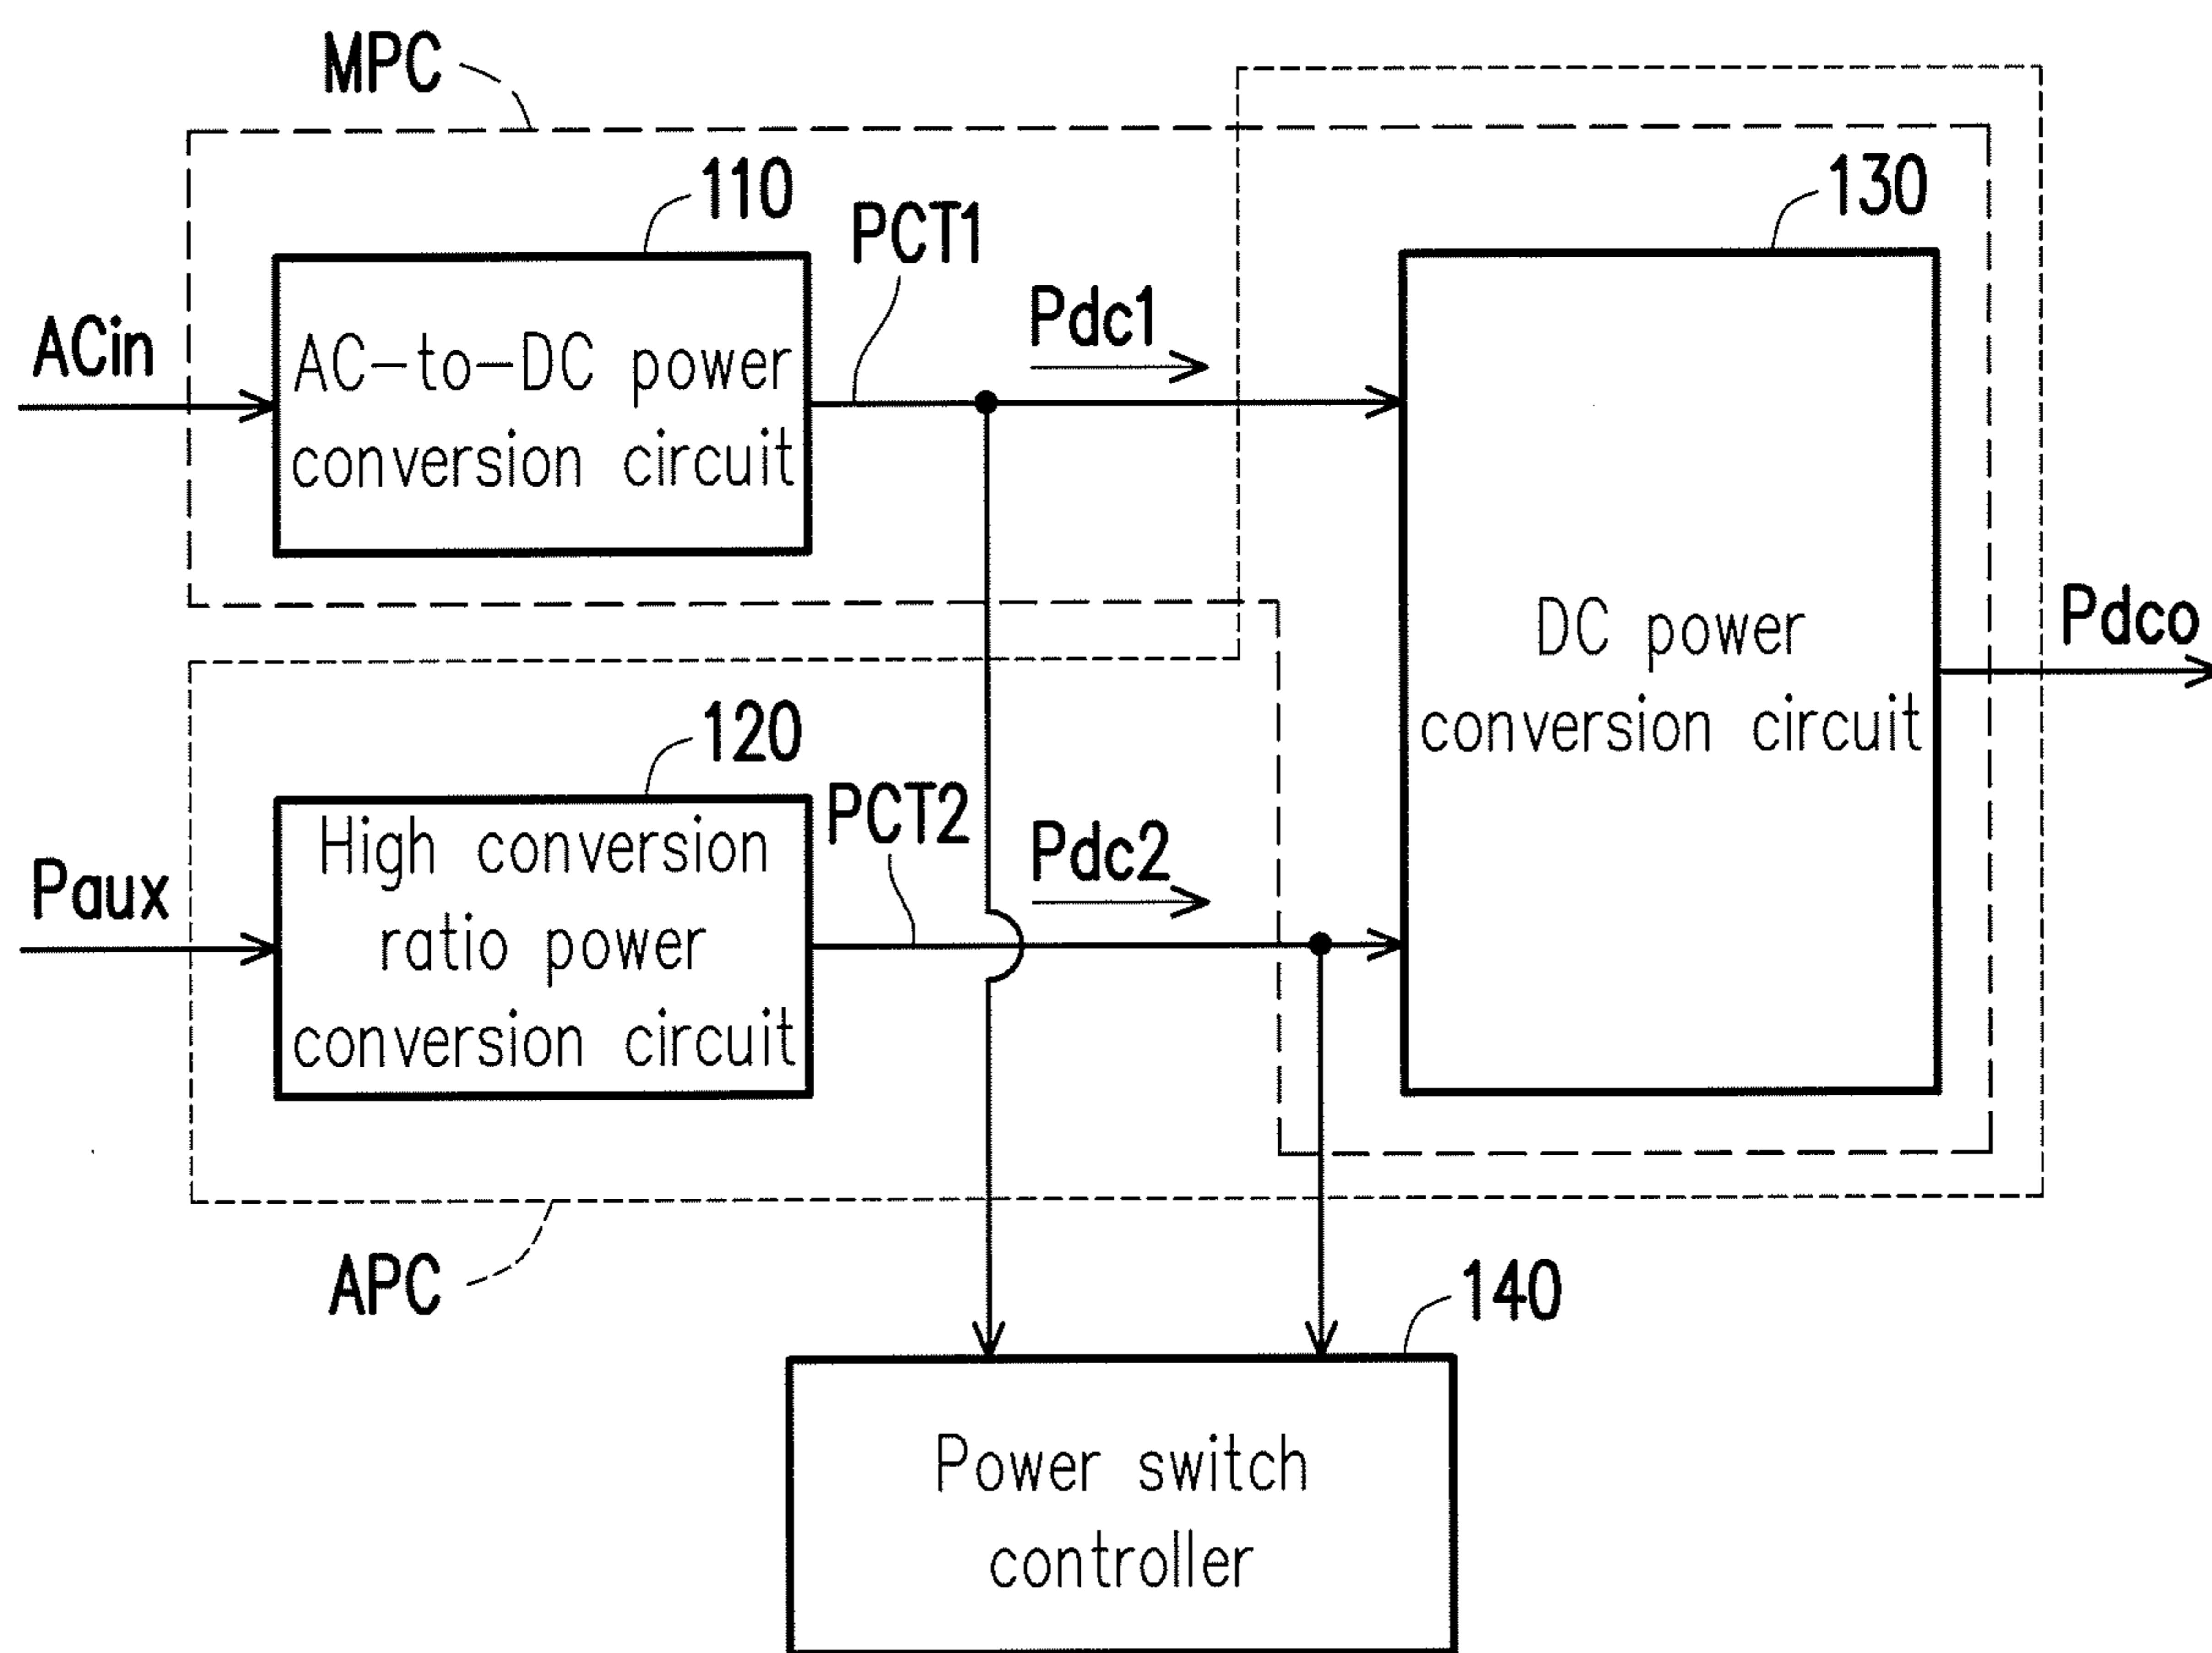 MPC
110
PCT1
130
Pdc1
ACin
AC-to-DC power
conversion circuit
DC power
conversion circuit
Pdco
120
PCT2
Pdc2
Paux
High conversion
ratio power
conversion circuit
APC
140
Power switch
controller